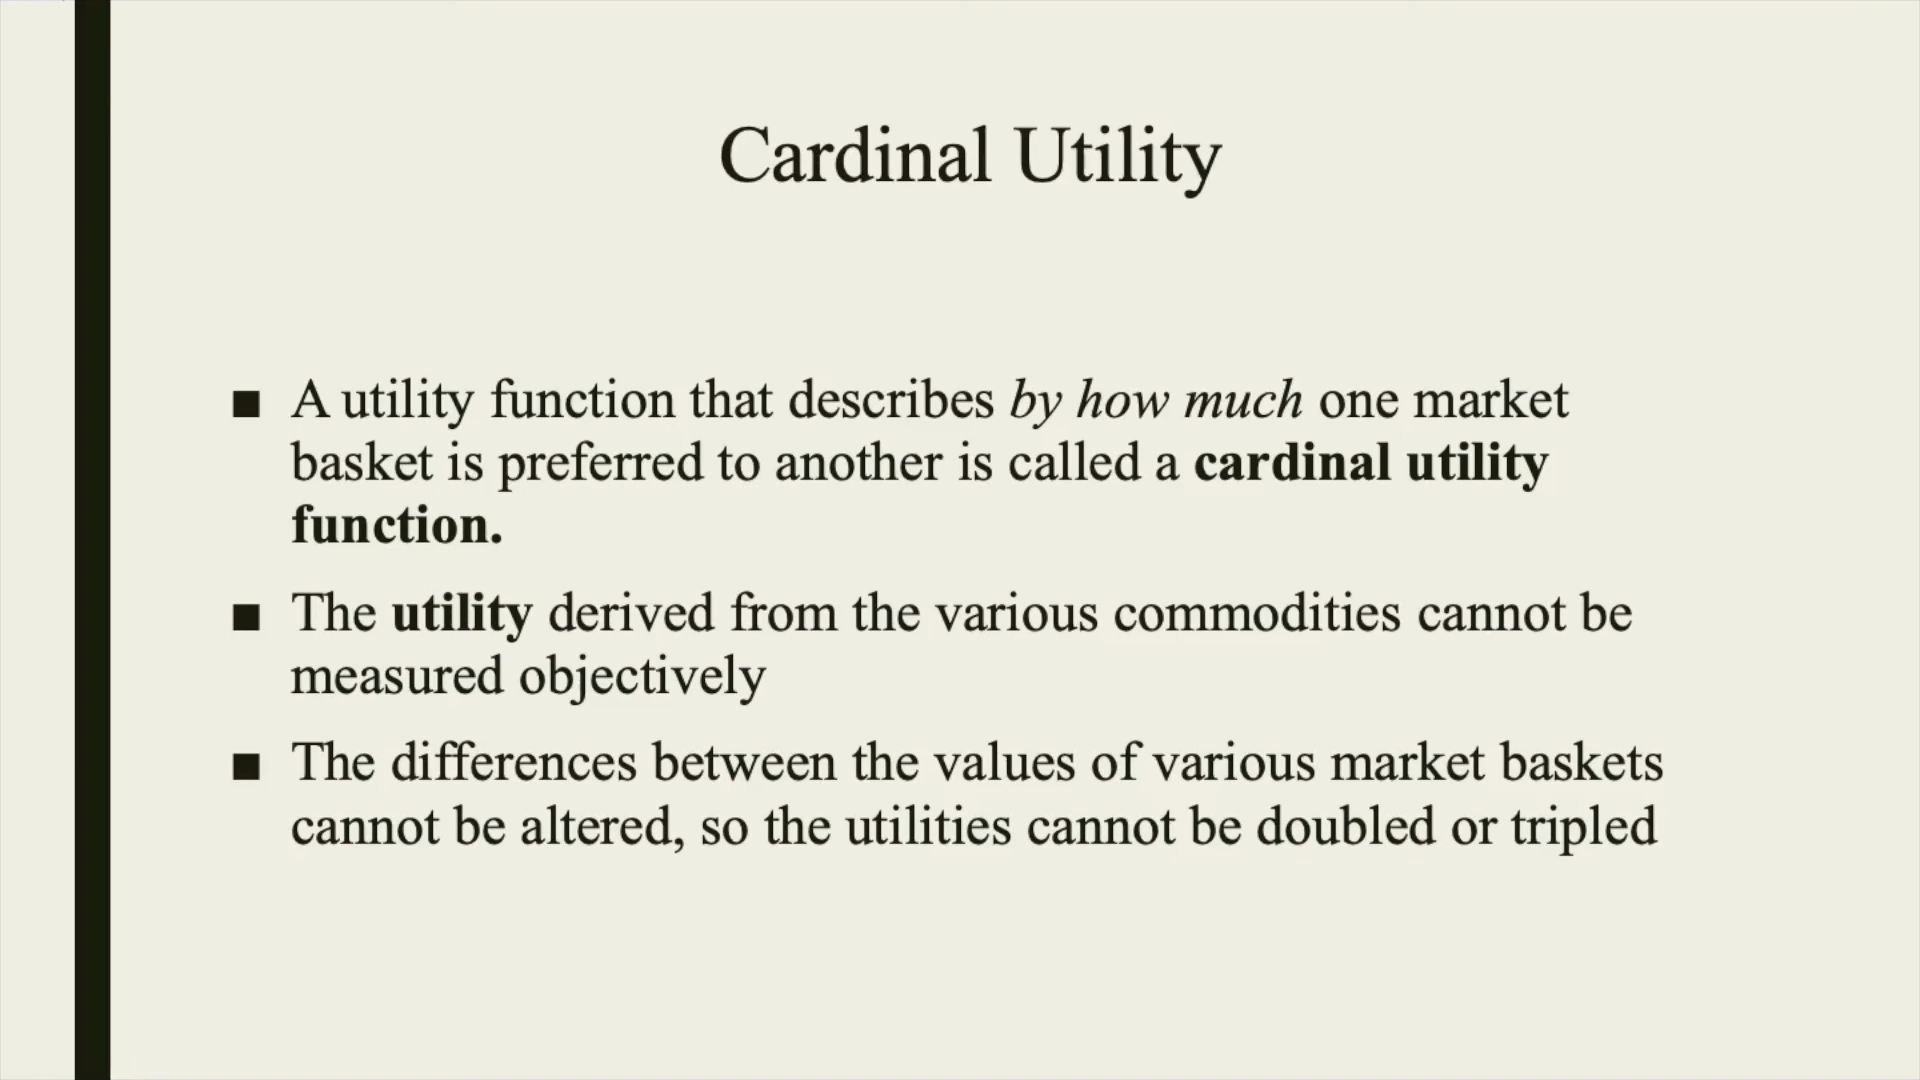 Cardinal Utility
■ A utility function that describes by how much one market
basket is preferred to another is called a cardinal utility
function.
■ The utility derived from the various commodities cannot be
measured objectively
■ The differences between the values of various market baskets
cannot be altered, so the utilities cannot be doubled or tripled